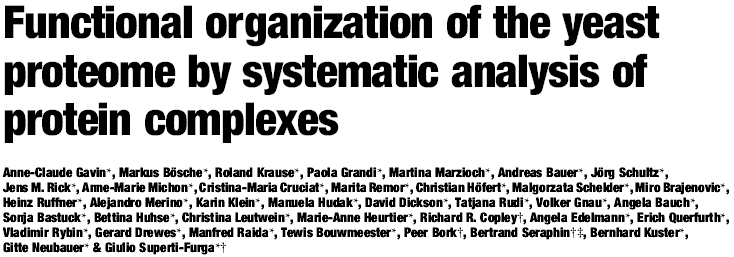 Functional organization of the yeast
proteome by systematic analysis of
protein complexes
Anne-Claude Gavin*, Markus Bösche*, Roland Krause*, Paola Grandi*, Martina Marzioch*, Andreas Bauer*, Jörg Schultz*,
Jens M. Rick*, Anne-Marie Michon*, Cristina-Maria Cruciat*, Marita Remor*, Christian Höfert*, Malgorzata Schelder*, Miro Brajenovic*,
Heinz Ruffner*, Alejandro Merino*, Karin Klein*, Manuela Hudak*, David Dickson*, Tatjana Rudi*, Volker Gnau*, Angela Bauch*,
Sonja Bastuck*, Bettina Huhse*, Christina Leutwein*, Marie-Anne Heurtier*, Richard R. Copley†, Angela Edelmann*, Erich Querfurth*,
Vladimir Rybin*, Gerard Drewes*, Manfred Raida*, Tewis Bouwmeester*, Peer Bork†, Bertrand Seraphin†‡, Bernhard Kuster*,
Gitte Neubauer* & Giulio Superti-Furga*†